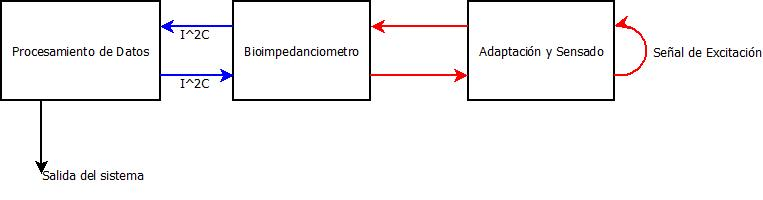 Procesamiento de Datos
I^2C
I^2C
Bioimpedanciometro
Adaptación y Sensado
Señal de Excitación
Salida del sistema